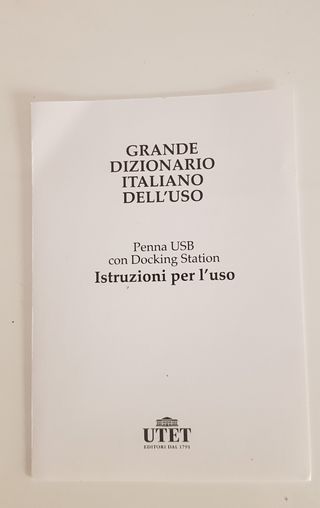 GRANDE
DIZIONARIO
ITALIANO
DELL'USO
Penna USB
con Docking Station
Istruzioni per l'uso
UTET
EDITORI DAL 1791